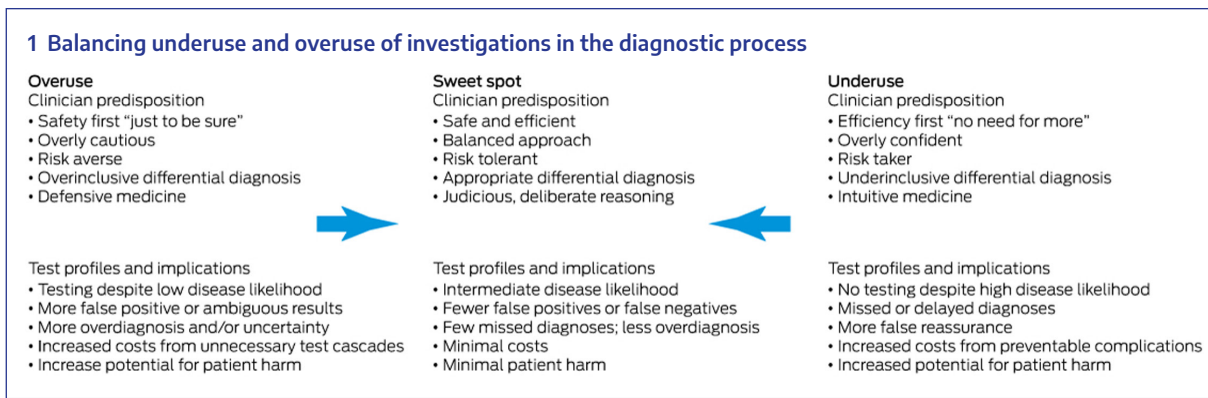 1 Balancing underuse and overuse of investigations in the diagnostic process
Overuse
Clinician predisposition
• Safety first “just to be sure”
• Overly cautious
• Risk averse
• Overinclusive differential diagnosis
• Defensive medicine
Test profiles and implications
• Testing despite low disease likelihood
• More false positive or ambiguous results
• More overdiagnosis and/or uncertainty
• Increased costs from unnecessary test cascades
• Increase potential for patient harm
Sweet spot
Clinician predisposition
• Safe and efficient
• Balanced approach
• Risk tolerant
• Appropriate differential diagnosis
• Judicious, deliberate reasoning
Test profiles and implications
• Intermediate disease likelihood
• Fewer false positives or false negatives
• Few missed diagnoses; less overdiagnosis
• Minimal costs
• Minimal patient harm
Underuse
Clinician predisposition
• Efficiency first “no need for more”
• Overly confident
• Risk taker
• Underinclusive differential diagnosis
• Intuitive medicine
Test profiles and implications
• No testing despite high disease likelihood
• Missed or delayed diagnoses
• More false reassurance
• Increased costs from preventable complications
• Increased potential for patient harm